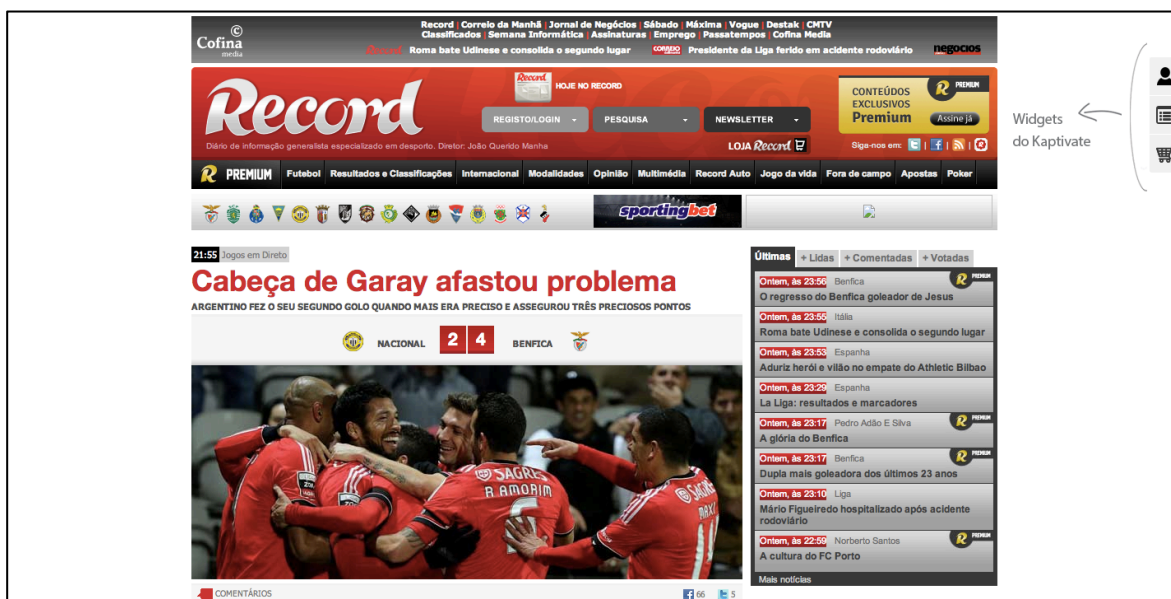 Record | Correio da Manhã | Jornal de Negócios | Sábado | Máxima | Vogue | Destak | CMTV
Classificados | Semana Informática | Assinaturas | Emprego | Passatempos | Cofina Media
©
Cofina
media
Record Roma bate Udinese e consolida o segundo lugar CORREIO Presidente da Liga ferido em acidente rodoviário negocios
Record
Record
HOJE NO RECORD
REGISTO/LOGIN
PESQUISA
NEWSLETTER
CONTEÚDOS
EXCLUSIVOS
Premium
R PREMIUM
Assine já
Diário de informação generalista especializado em desporto. Diretor: João Querido Manha
LOJA Record
Siga-nos em:
R PREMIUM Futebol Resultados e Classificações Internacional Modalidades Opinião Multimédia Record Auto Jogo da vida Fora de campo Apostas Poker
sportingbet
Widgets
do Kaptivate
21:55 Jogos em Direto
Cabeça de Garay afastou problema
ARGENTINO FEZ O SEU SEGUNDO GOLO QUANDO MAIS ERA PRECISO E ASSEGUROU TRÊS PRECIOSOS PONTOS
NACIONAL 2 4 BENFICA
SAGRES
R. AMORIM
SAGRES
MAXI
COMENTÁRIOS
66
5
Últimas + Lidas + Comentadas + Votadas
Ontem, às 23:56 Benfica R PREMIUM
O regresso do Benfica goleador de Jesus
Ontem, às 23:55 Itália
Roma bate Udinese e consolida o segundo lugar
Ontem, às 23:53 Espanha
Aduriz herói e vilão no empate do Athletic Bilbao
Ontem, às 23:29 Espanha
La Liga: resultados e marcadores
Ontem, às 23:17 Pedro Adão E Silva R PREMIUM
A glória do Benfica
Ontem, às 23:17 Benfica R PREMIUM
Dupla mais goleadora dos últimos 23 anos
Ontem, às 23:10 Liga
Mário Figueiredo hospitalizado após acidente
rodoviário
Ontem, às 22:59 Norberto Santos R PREMIUM
A cultura do FC Porto
Mais notícias